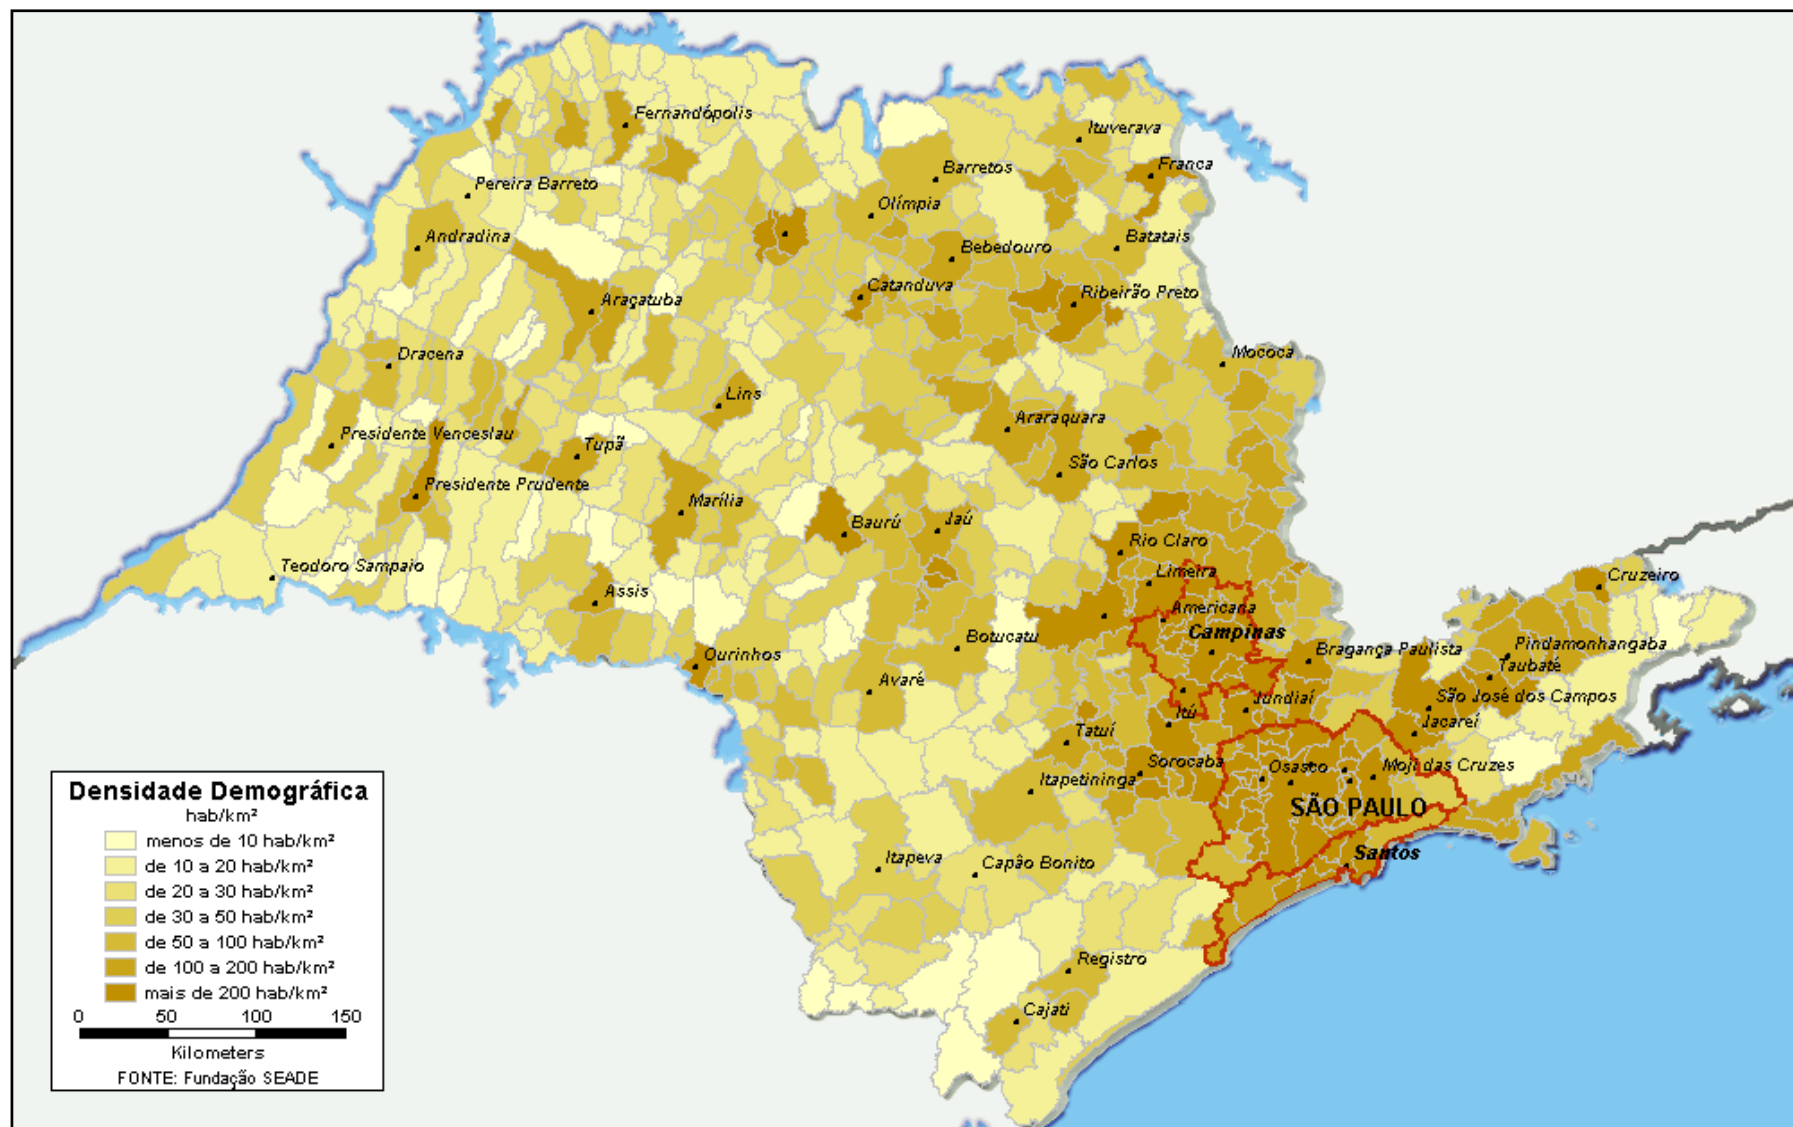 Fernandópolis
Ituverava
Franca
Barretos
Pereira Barreto
Olímpia
Andradina
Bebedouro
Batatais
Catanduva
Ribeirão Preto
Araçatuba
Dracena
Mococa
Lins
Araraquara
Presidente Venceslau
Tupã
São Carlos
Presidente Prudente
Marília
Baurú
Jaú
Rio Claro
Teodoro Sampaio
Limeira
Cruzeiro
Assis
Americana
Campinas
Botucatu
Ourinhos
Bragança Paulista
Pindamonhangaba
Taubaté
Avaré
Jundiaí
São José dos Campos
Itú
Jacareí
Tatuí
Sorocaba
Osasco
Moji das Cruzes
Itapetininga
SÃO PAULO
Santos
Itapeva
Capão Bonito
Registro
Cajati
Densidade Demográfica
hab/km²
menos de 10 hab/km²
de 10 a 20 hab/km²
de 20 a 30 hab/km²
de 30 a 50 hab/km²
de 50 a 100 hab/km²
de 100 a 200 hab/km²
mais de 200 hab/km²
0 50 100 150
Kilometers
FONTE: Fundação SEADE